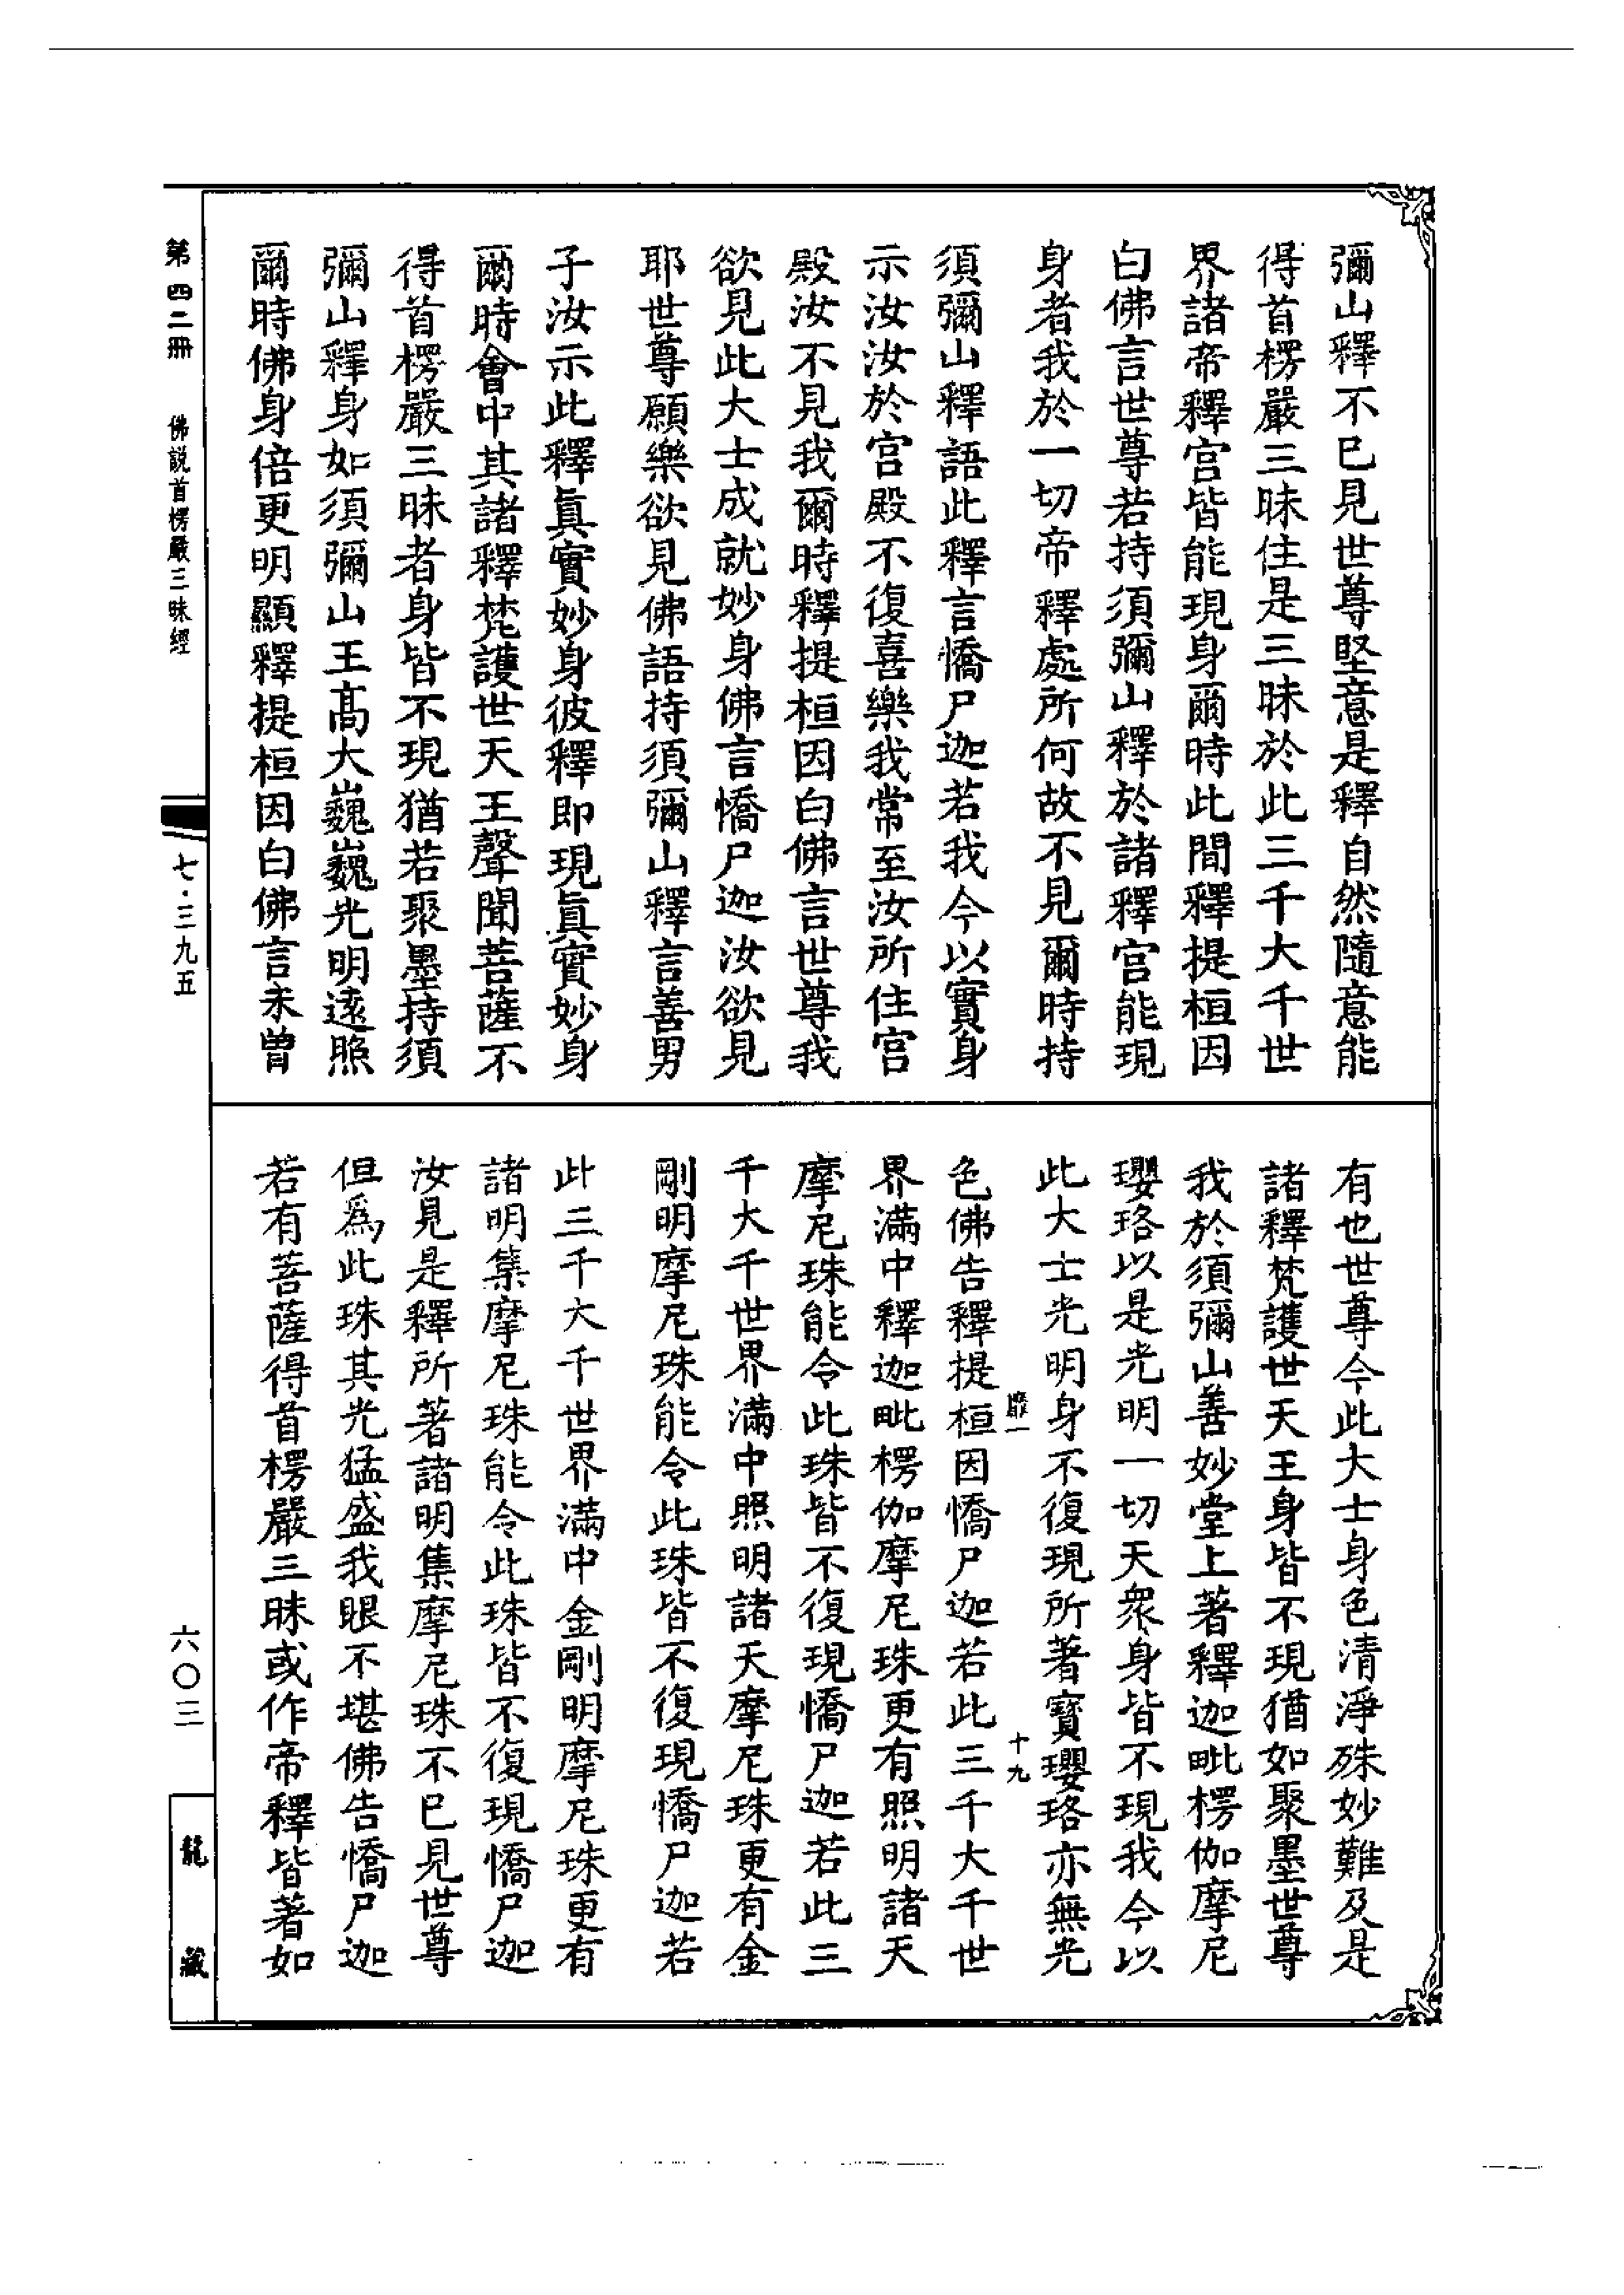 彌山釋不已見世尊堅意是釋自然隨意能
得首楞嚴三昧住是三昧於此三千大千世
界諸帝釋宮皆能現身爾時此間釋提桓因
白佛言世尊若持須彌山釋於諸釋宮能現
身者我於一切帝釋處所何故不見爾時持
須彌山釋語此釋言憍尸迦若我今以實身
示汝汝於宮殿不復喜樂我常至汝所住宮
殿汝不見我爾時釋提桓因白佛言世尊我
欲見此大士成就妙身佛言憍尸迦汝欲見
耶世尊願樂欲見佛語持須彌山釋言善男
子汝示此釋眞實妙身彼釋即現眞實妙身
爾時會中其諸釋梵護世天王聲聞菩薩不
得首楞嚴三昧者身皆不現猶若聚墨持須
彌山釋身如須彌山王高大巍巍光明遠照
爾時佛身倍更明顯釋提桓因白佛言未曾
有也世尊今此大士身色清淨殊妙難及是
諸釋梵護世天王身皆不現猶如聚墨世尊
我於須彌山善妙堂上著釋迦毗楞伽摩尼
瓔珞以是光明一切天衆身皆不現我今以
此大士光明身不復現所著寶瓔珞亦無光
靡一 十九
色佛告釋提桓因憍尸迦若此三千大千世
界滿中釋迦毗楞伽摩尼珠更有照明諸天
摩尼珠能令此珠皆不復現憍尸迦若此三
千大千世界滿中照明諸天摩尼珠更有金
剛明摩尼珠能令此珠皆不復現憍尸迦若
此三千大千世界滿中金剛明摩尼珠更有
諸明集摩尼珠能令此珠皆不復現憍尸迦
汝見是釋所著諸明集摩尼珠不已見世尊
但爲此珠其光猛盛我眼不堪佛告憍尸迦
若有菩薩得首楞嚴三昧或作帝釋皆著如
第四二冊 佛説首楞嚴三昧經
七·三九五
六〇三
龍藏